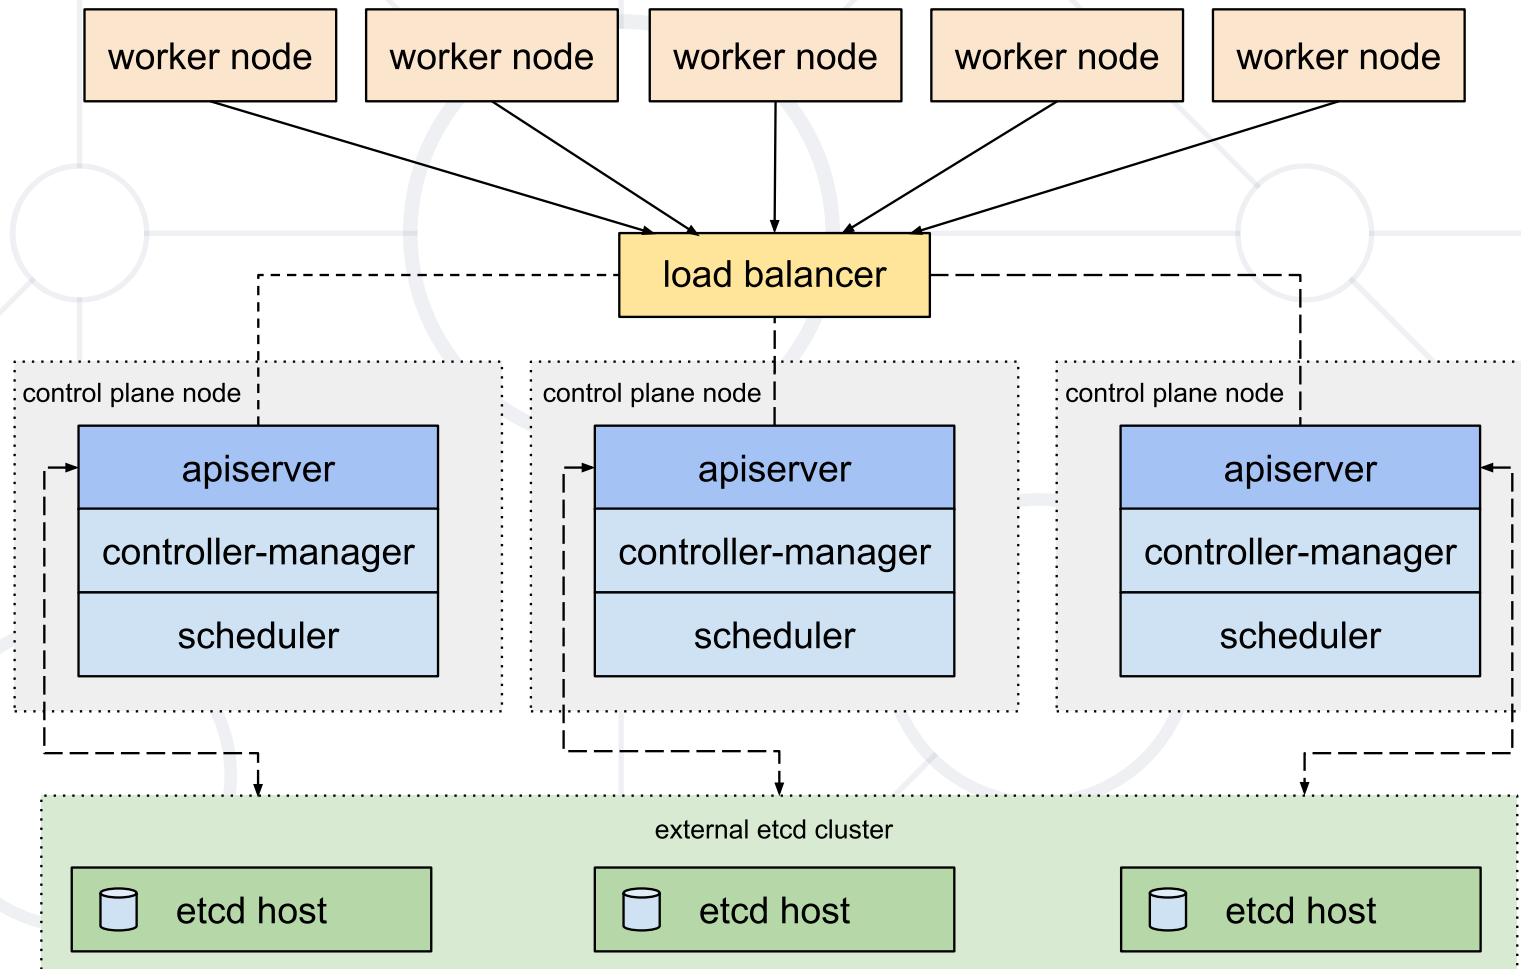 worker node
worker node
worker node
worker node
worker node
load balancer
control plane node
control plane node
control plane node
apiserver
apiserver
apiserver
controller-manager
controller-manager
controller-manager
scheduler
scheduler
scheduler
external etcd cluster
etcd host
etcd host
etcd host